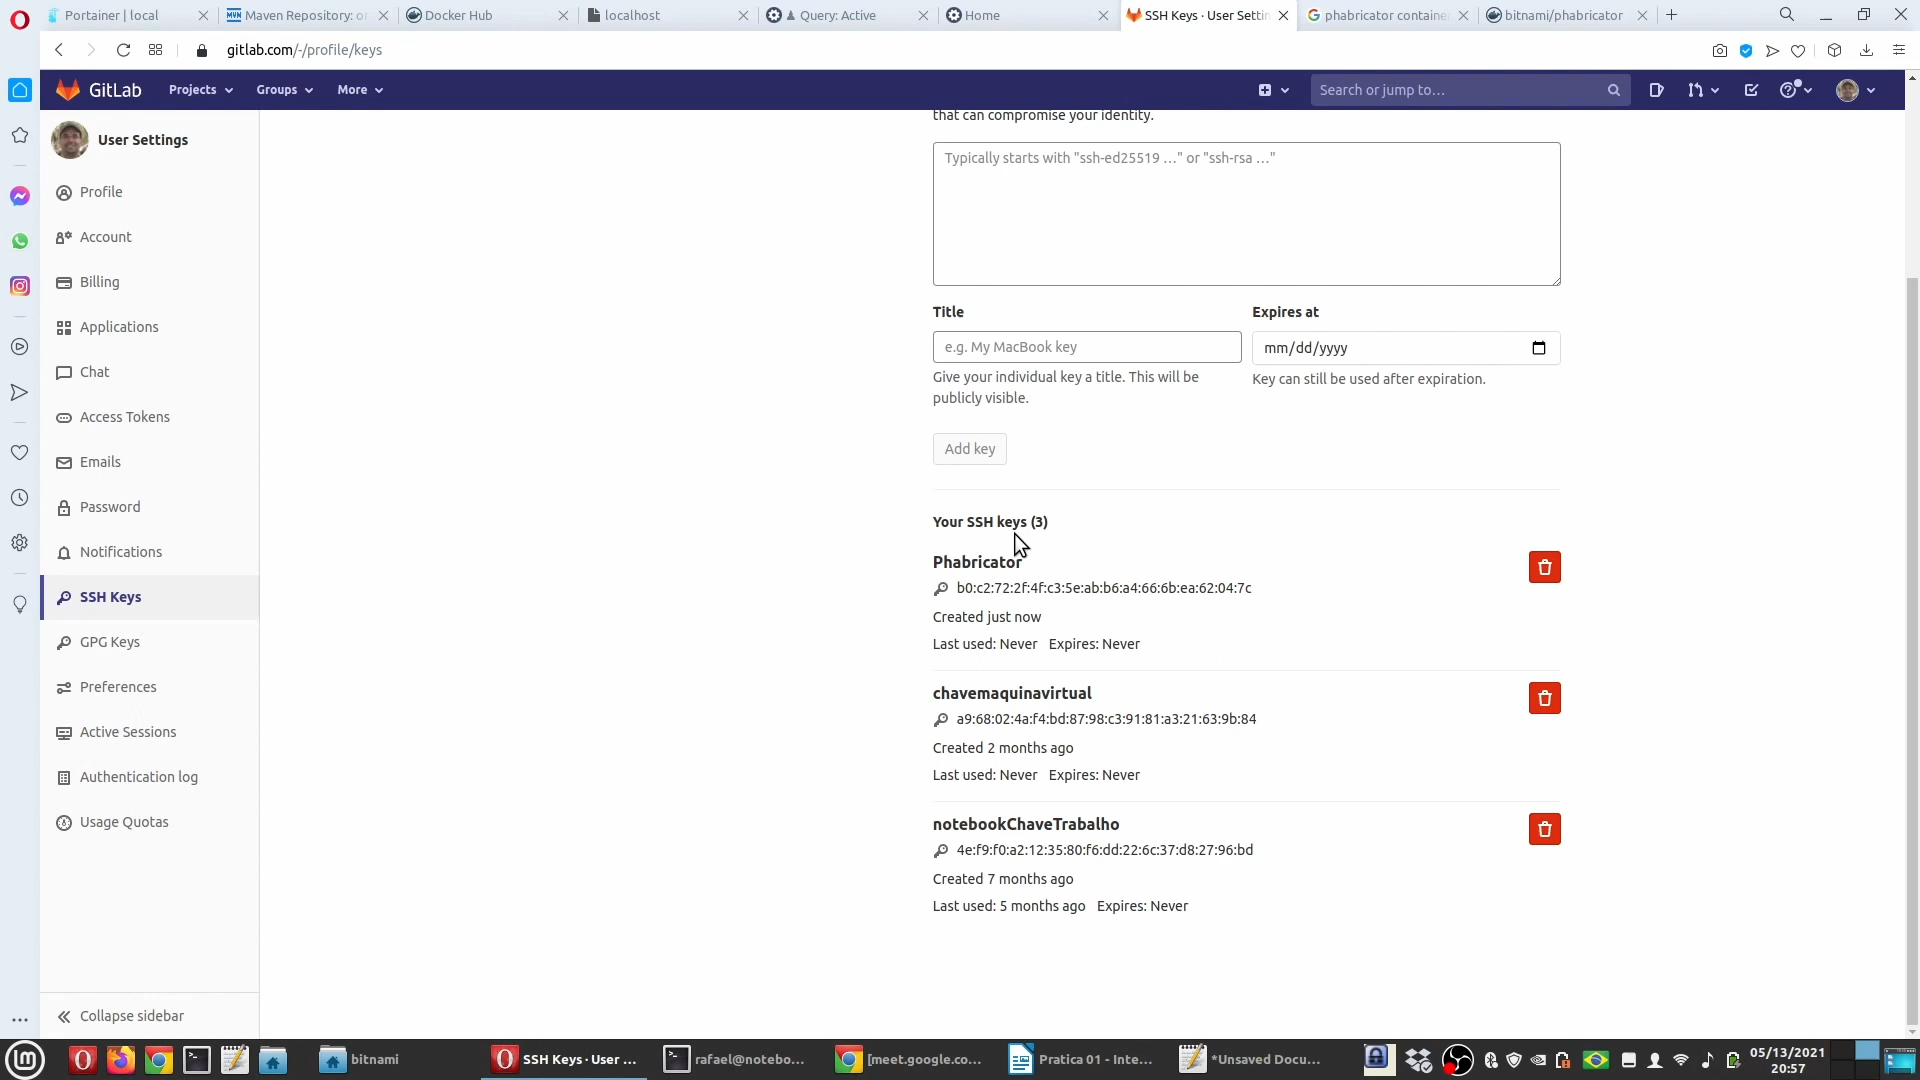 Portainer | local
Maven Repository: o
Docker Hub
localhost
Query: Active
Home
SSH Keys · User Settin
phabricator containe
bitnami/phabricator
gitlab.com/-/profile/keys
GitLab
Projects
Groups
More
Search or jump to...
User Settings
Profile
Account
Billing
Applications
Chat
Access Tokens
Emails
Password
Notifications
SSH Keys
GPG Keys
Preferences
Active Sessions
Authentication log
Usage Quotas
Collapse sidebar
that can compromise your identity.
Typically starts with "ssh-ed25519 …" or "ssh-rsa …"
Title
Expires at
e.g. My MacBook key
mm/dd/yyyy
Give your individual key a title. This will be
publicly visible.
Key can still be used after expiration.
Add key
Your SSH keys (3)
Phabricator
b0:c2:72:2f:4f:c3:5e:ab:b6:a4:66:6b:ea:62:04:7c
Created just now
Last used: Never Expires: Never
chavemaquinavirtual
a9:68:02:4a:f4:bd:87:98:c3:91:81:a3:21:63:9b:84
Created 2 months ago
Last used: Never Expires: Never
notebookChaveTrabalho
4e:f9:f0:a2:12:35:80:f6:dd:22:6c:37:d8:27:96:bd
Created 7 months ago
Last used: 5 months ago Expires: Never
bitnami
SSH Keys · User ...
rafael@notebo...
[meet.google.co...
Pratica 01 - Inte...
*Unsaved Docu...
05/13/2021
20:57